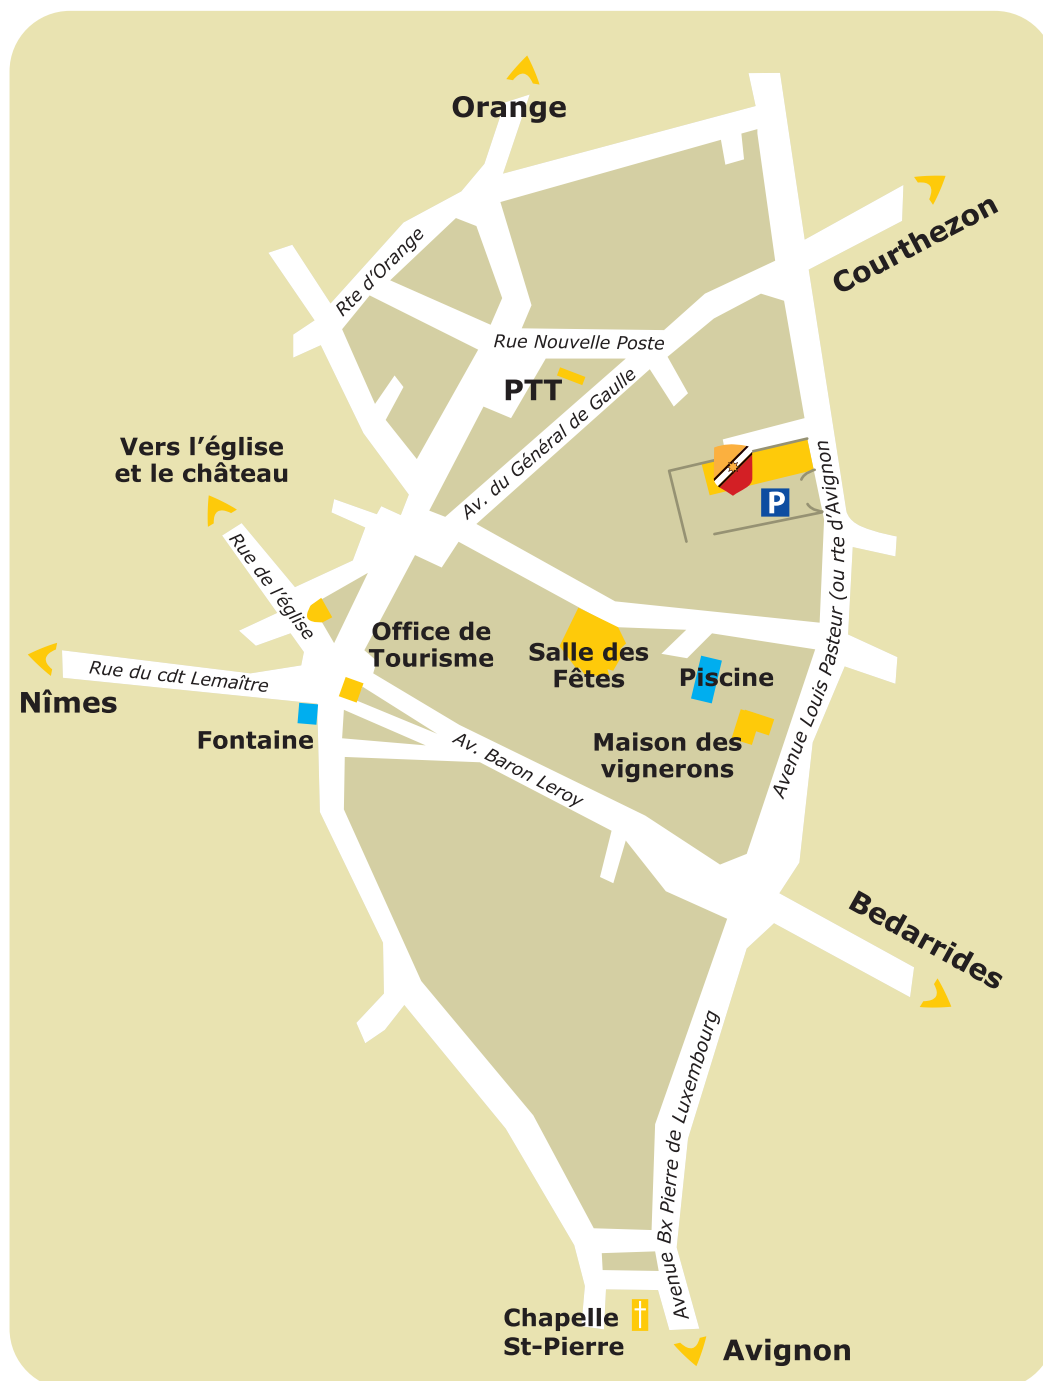 Orange
Courthezon
Rte d’Orange
Rue Nouvelle Poste
PTT
Av. du Général de Gaulle
Vers l’église
et le château
P
Rue de l’église
Avenue Louis Pasteur (ou rte d’Avignon
Office de
Tourisme
Salle des
Fêtes
Piscine
Rue du cdt Lemaître
Nîmes
Fontaine
Maison des
vignerons
Av. Baron Leroy
Bedarrides
Avenue Bx Pierre de Luxembourg
Chapelle
St-Pierre
Avignon